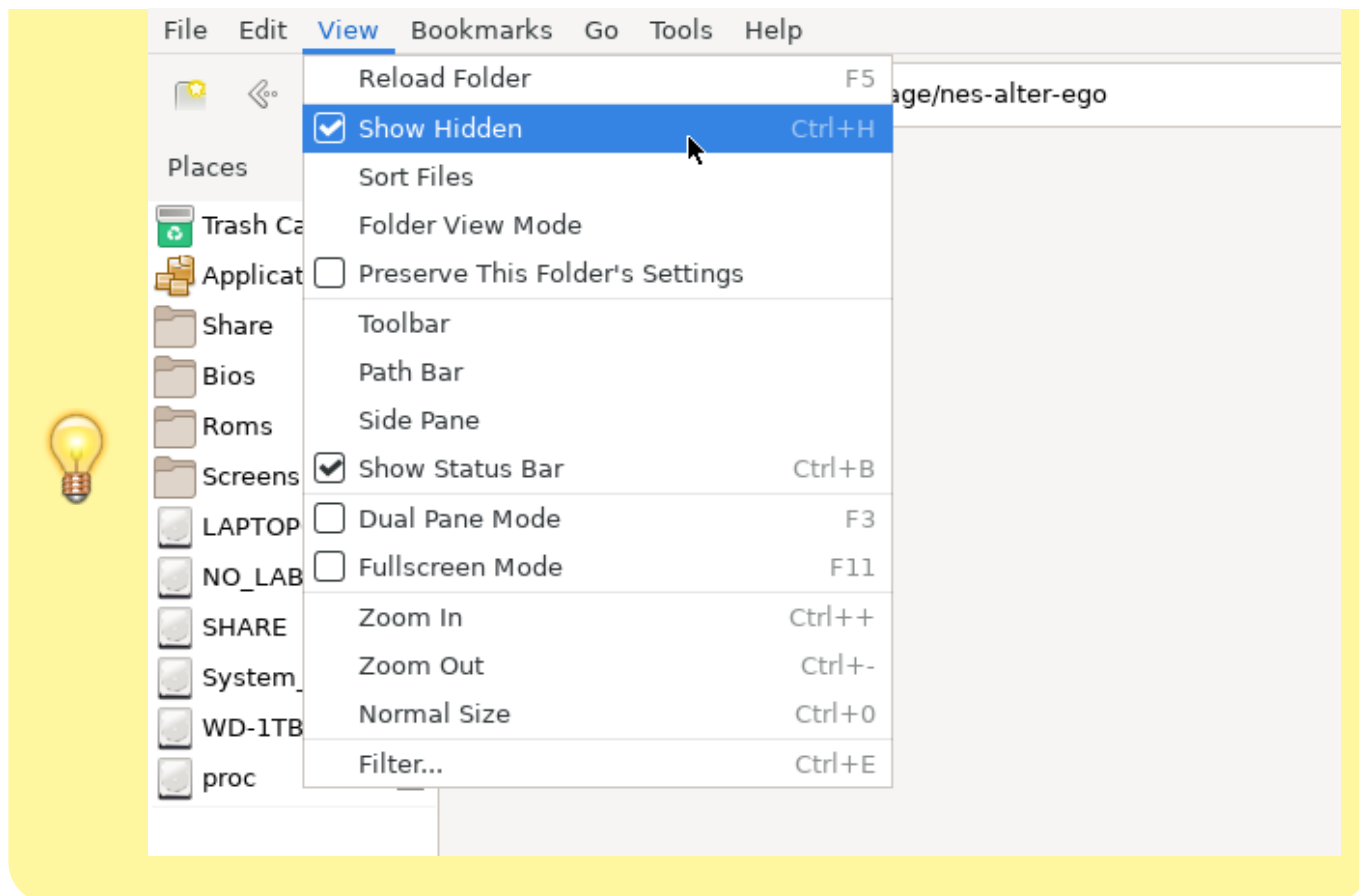 File Edit View Bookmarks Go Tools Help
Reload Folder F5
age/nes-alter-ego
Show Hidden Ctrl+H
Places
Sort Files
Trash Ca
Folder View Mode
Applicat
Preserve This Folder's Settings
Share
Toolbar
Bios
Path Bar
Roms
Side Pane
Screens
Show Status Bar Ctrl+B
LAPTOP
Dual Pane Mode F3
NO_LAB
Fullscreen Mode F11
SHARE
Zoom In Ctrl++
System_
Zoom Out Ctrl+-
WD-1TB
Normal Size Ctrl+0
proc
Filter... Ctrl+E